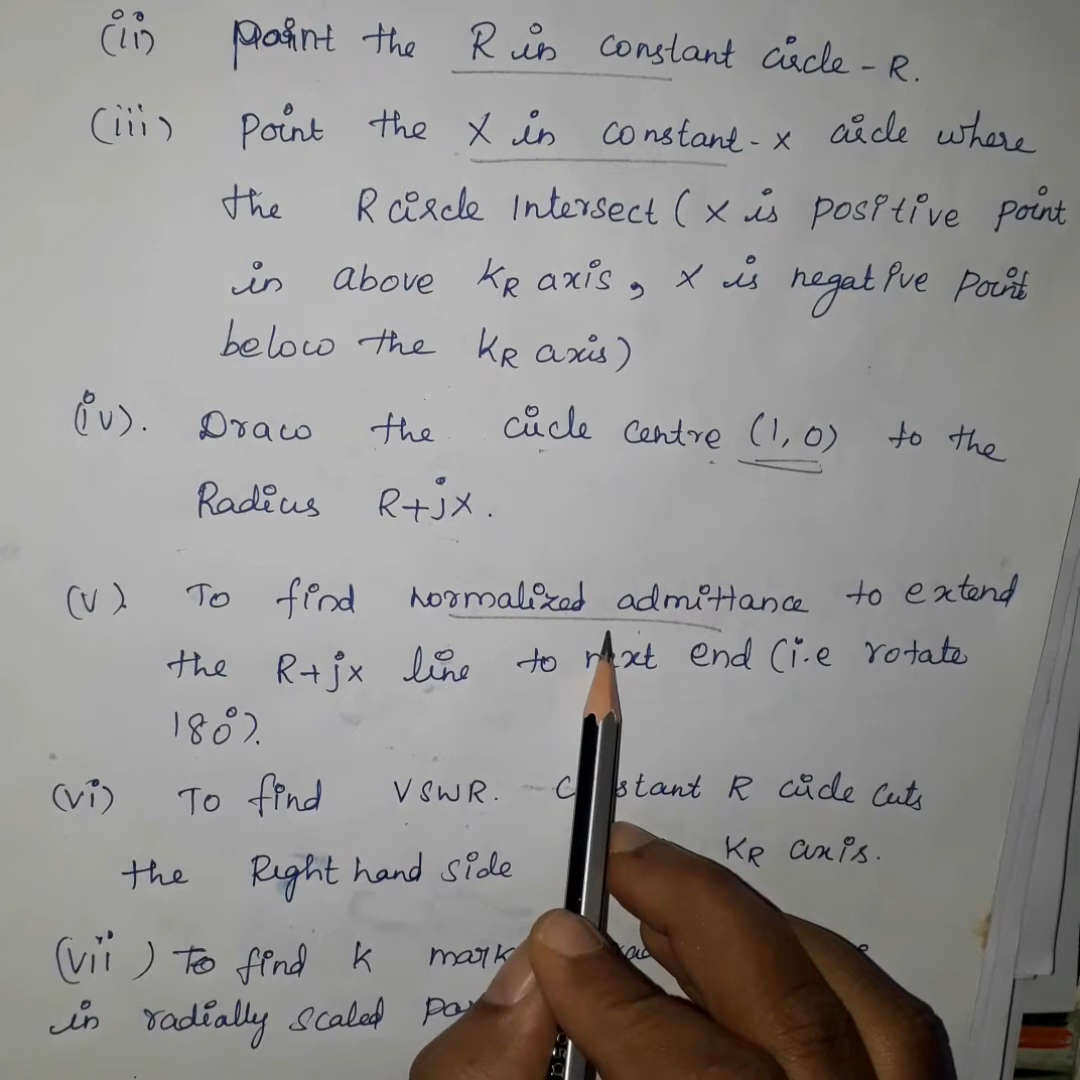 (ii) Point the R in constant circle - R.
(iii) Point the X in constant - x circle where
the R circle Intersect ( X is positive point
in above KR axis, X is negative point
below the KR axis)
(iv). Draw the circle centre (1, 0) to the
Radius R+jX.
(v). To find normalized admittance to extend
the R+jx line to next end (i.e rotate
180°).
(vi) To find VSWR. Constant R circle cuts
the Right hand side KR axis.
(vii) To find K mark
in radially scaled